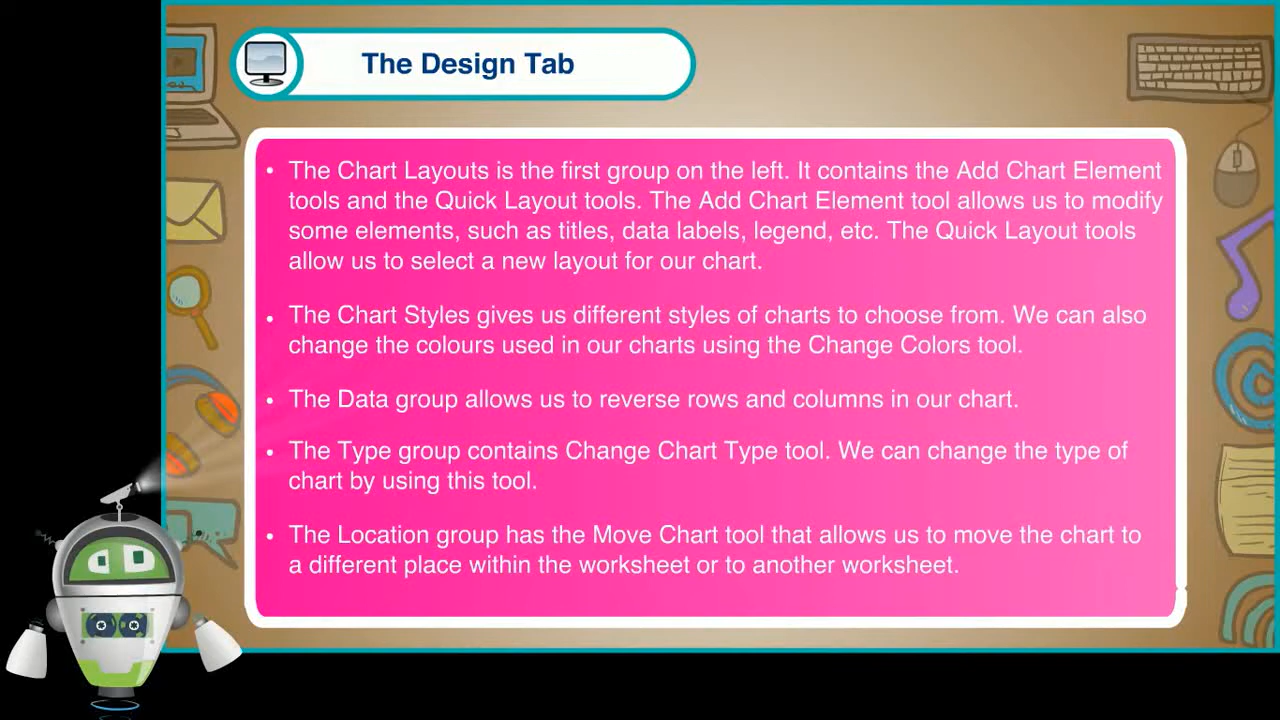 The Design Tab
• The Chart Layouts is the first group on the left. It contains the Add Chart Element
tools and the Quick Layout tools. The Add Chart Element tool allows us to modify
some elements, such as titles, data labels, legend, etc. The Quick Layout tools
allow us to select a new layout for our chart.
• The Chart Styles gives us different styles of charts to choose from. We can also
change the colours used in our charts using the Change Colors tool.
• The Data group allows us to reverse rows and columns in our chart.
• The Type group contains Change Chart Type tool. We can change the type of
chart by using this tool.
• The Location group has the Move Chart tool that allows us to move the chart to
a different place within the worksheet or to another worksheet.